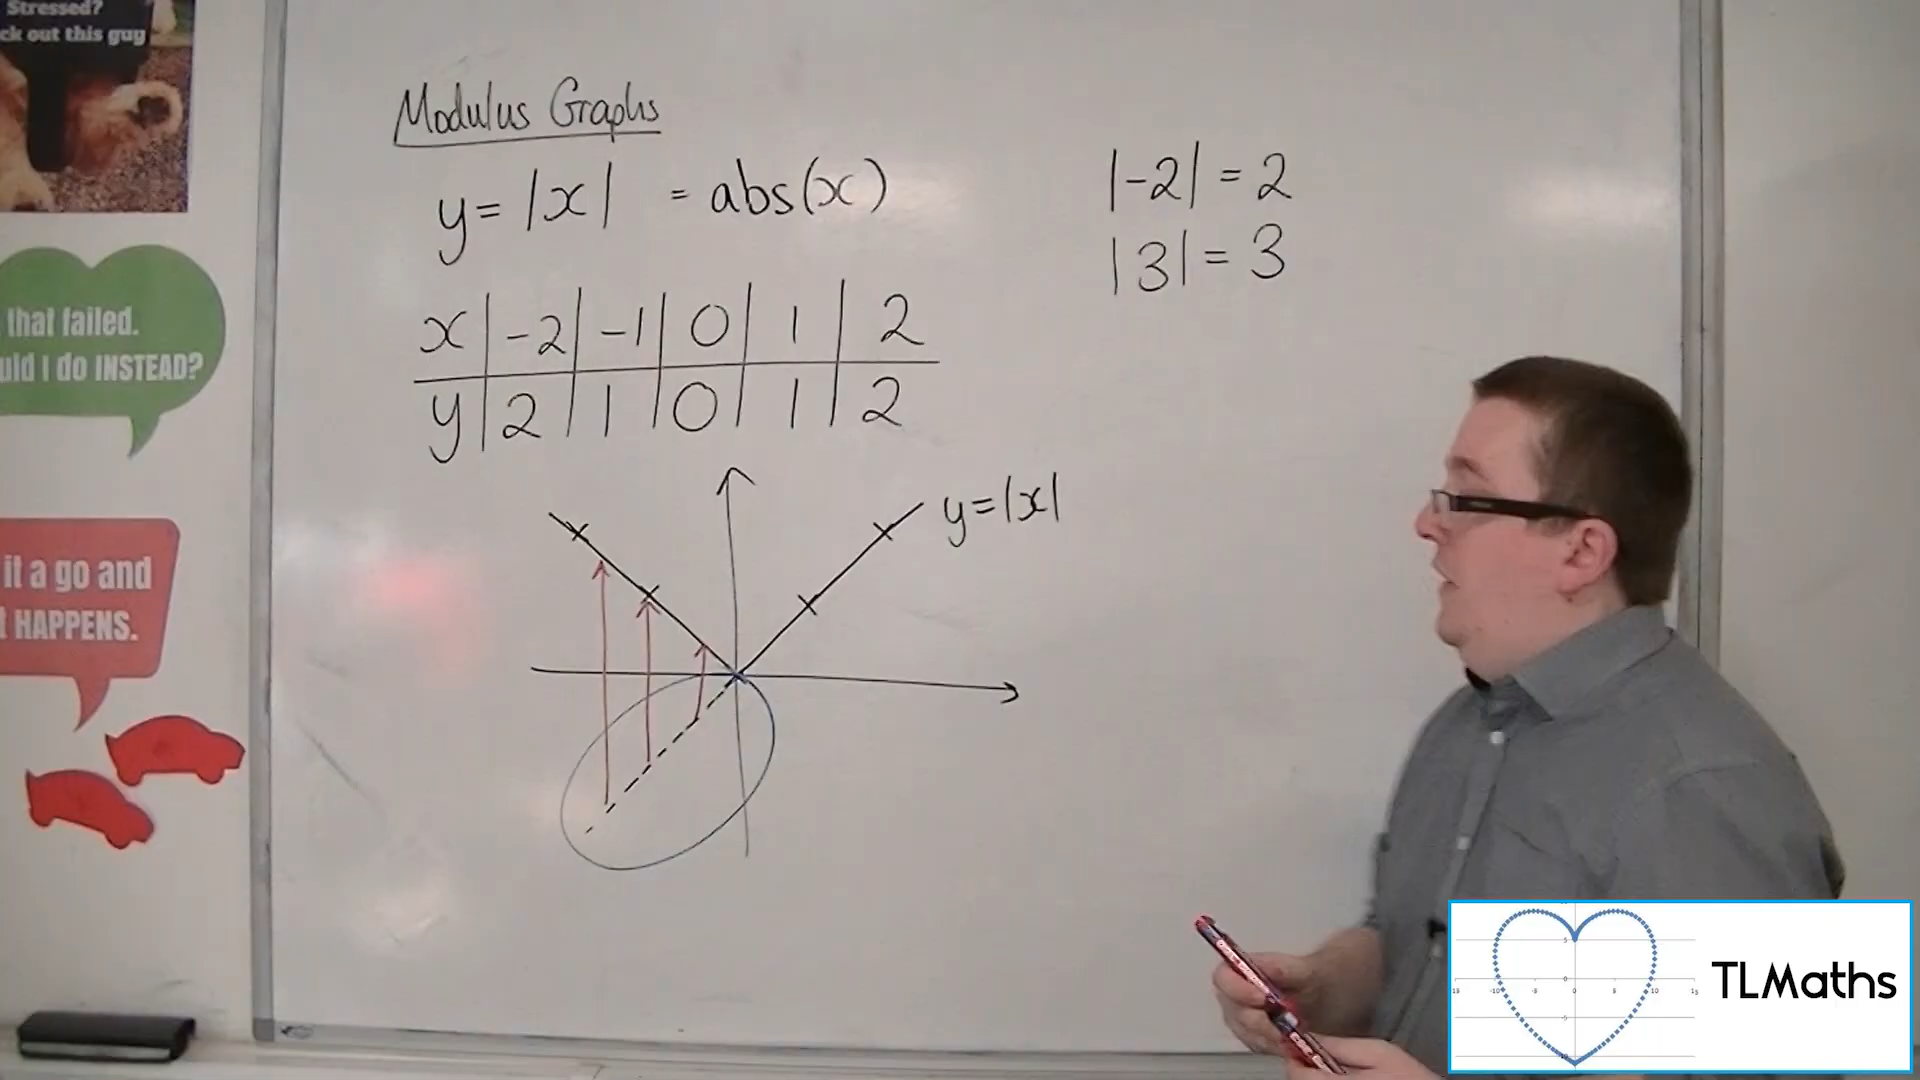 Stressed?
ck out this guy
that failed.
uld I do INSTEAD?
it a go and
t HAPPENS.
Modulus Graphs
y = |x| = abs(x)
x | -2 | -1 | 0 | 1 | 2
y | 2 | 1 | 0 | 1 | 2
y = |x|
|-2| = 2
|3| = 3
TLMaths